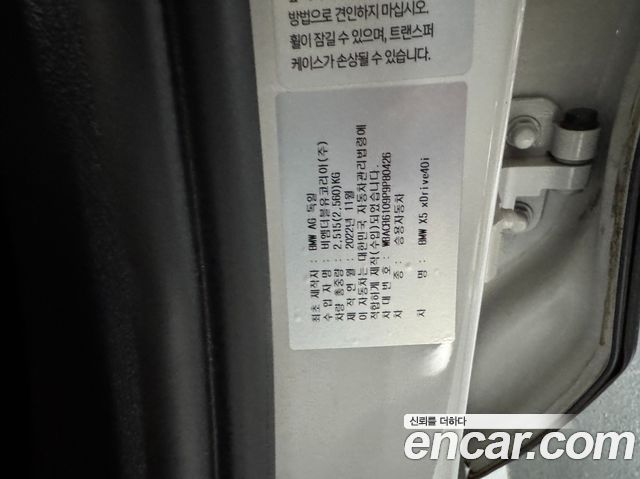 방법으로 견인하지 마십시오.
휠이 잠길 수 있으며, 트랜스퍼
케이스가 손상될 수 있습니다.
최초 제작자 : BMW AG 독일
수 입 자 명 : 비엠더블유코리아(주)
차량 총중량 : 2,515(2,560)KG
제 작 연 월 : 2022년 11월
이 자동차는 대한민국 자동차관리법령에
적합하게 제작(수입)되었습니다.
차 대 번 호 :
차 종 : 승용자동차
차 명 : BMW X5 xDrive40i
신뢰를 더하다
encar.com